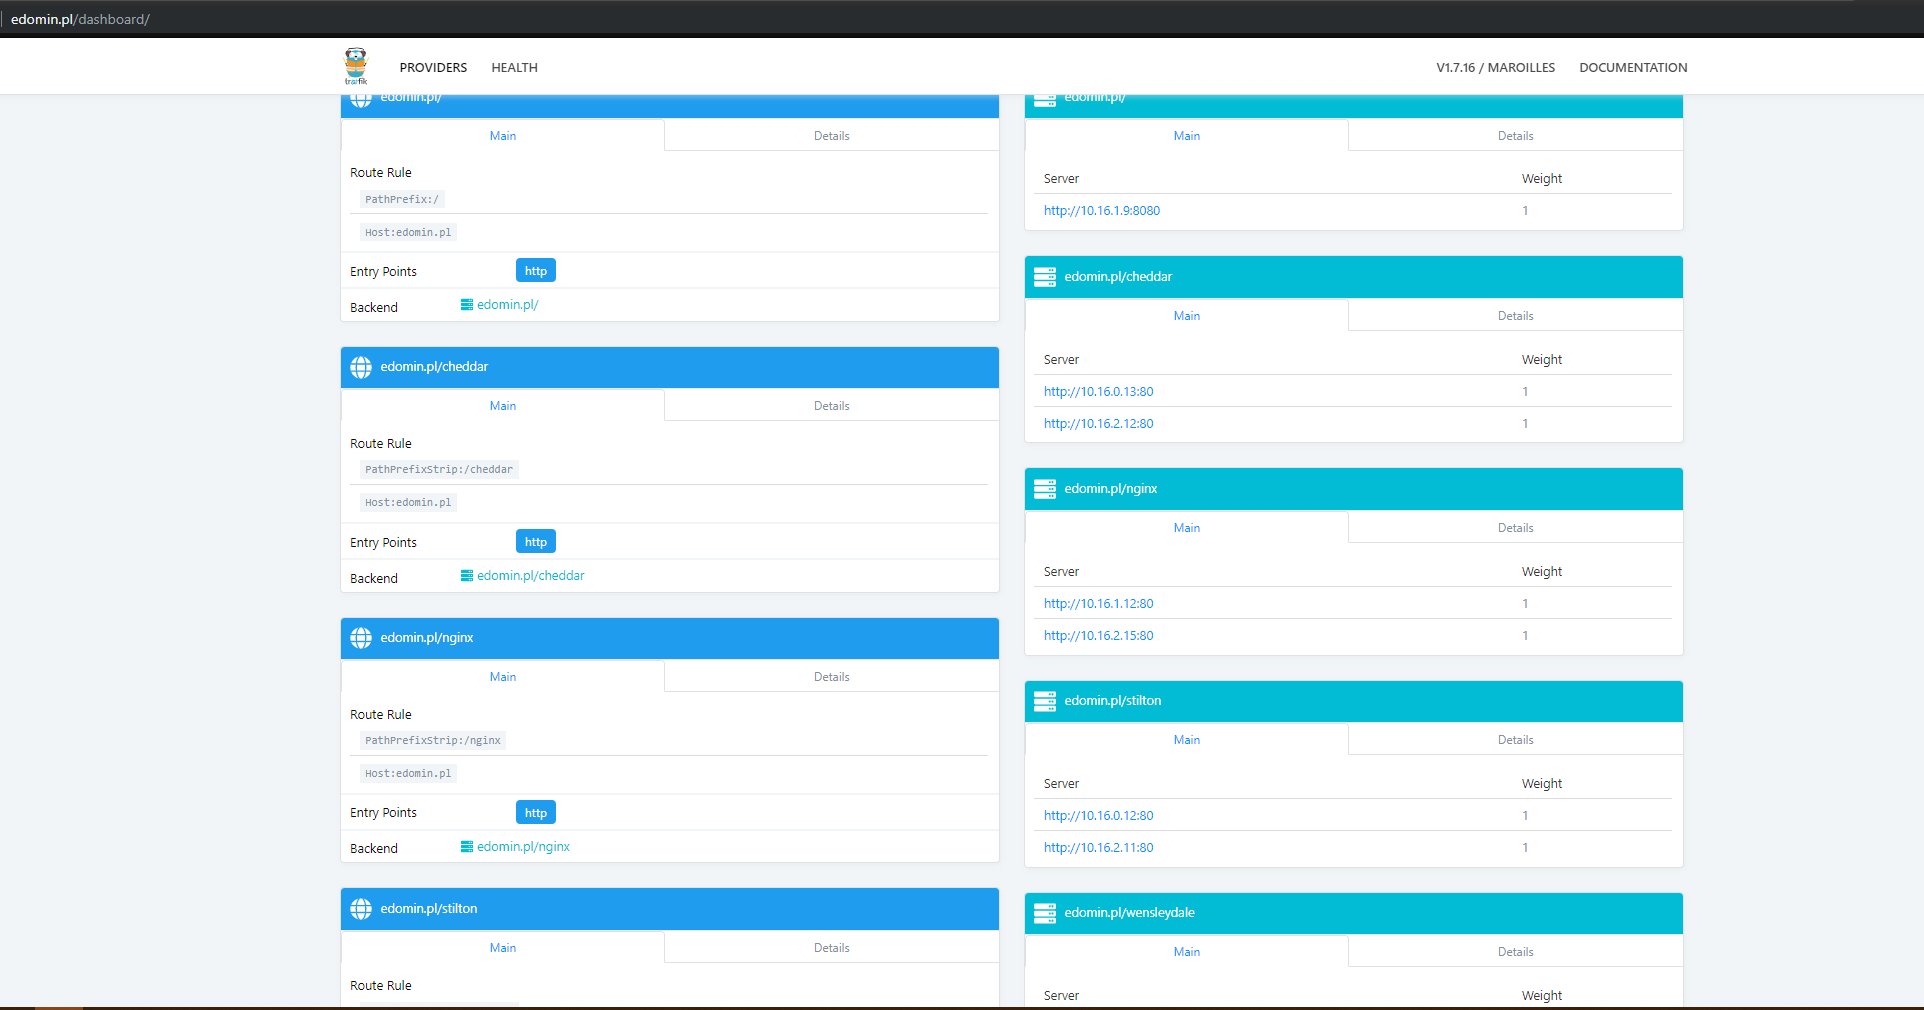 edomin.pl/dashboard/
træfik
PROVIDERS HEALTH
V1.7.16 / MAROILLES DOCUMENTATION
edomin.pl/
Main Details
Route Rule
PathPrefix:/
Host:edomin.pl
Entry Points http
Backend edomin.pl/
edomin.pl/cheddar
Main Details
Route Rule
PathPrefixStrip:/cheddar
Host:edomin.pl
Entry Points http
Backend edomin.pl/cheddar
edomin.pl/nginx
Main Details
Route Rule
PathPrefixStrip:/nginx
Host:edomin.pl
Entry Points http
Backend edomin.pl/nginx
edomin.pl/stilton
Main Details
Route Rule
edomin.pl/
Main Details
Server Weight
http://10.16.1.9:8080 1
edomin.pl/cheddar
Main Details
Server Weight
http://10.16.0.13:80 1
http://10.16.2.12:80 1
edomin.pl/nginx
Main Details
Server Weight
http://10.16.1.12:80 1
http://10.16.2.15:80 1
edomin.pl/stilton
Main Details
Server Weight
http://10.16.0.12:80 1
http://10.16.2.11:80 1
edomin.pl/wensleydale
Main Details
Server Weight